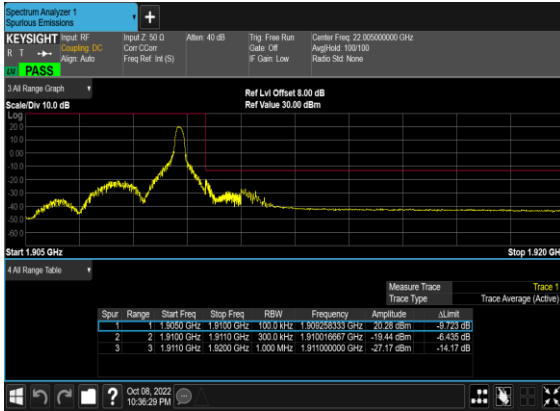 Spectrum Analyzer 1
Spurious Emissions
KEYSIGHT
R T
Input: RF
Coupling: DC
Align: Auto
Input Z: 50 Ω
Corr CCorr
Freq Ref: Int (S)
Atten: 40 dB
Trig: Free Run
Gate: Off
IF Gain: Low
Center Freq: 22.005000000 GHz
Avg|Hold: 100/100
Radio Std: None
PASS
3 All Range Graph
Ref Lvl Offset 8.00 dB
Scale/Div 10.0 dB
Ref Value 30.00 dBm
Log
20.0
10.0
0.00
-10.0
-20.0
-30.0
-40.0
-50.0
-60.0
Start 1.905 GHz
Stop 1.920 GH
4 All Range Table
Measure Trace Trace 1
Trace Type Trace Average (Active)
Spur Range Start Freq Stop Freq RBW Frequency Amplitude ΔLimit
1 1 1.9050 GHz 1.9100 GHz 100.0 kHz 1.909258333 GHz 20.28 dBm -9.723 dB
2 2 1.9100 GHz 1.9110 GHz 300.0 kHz 1.910016667 GHz -19.44 dBm -6.435 dB
3 3 1.9110 GHz 1.9200 GHz 1.000 MHz 1.911000000 GHz -27.17 dBm -14.17 dB
Oct 08, 2022
10:36:29 PM